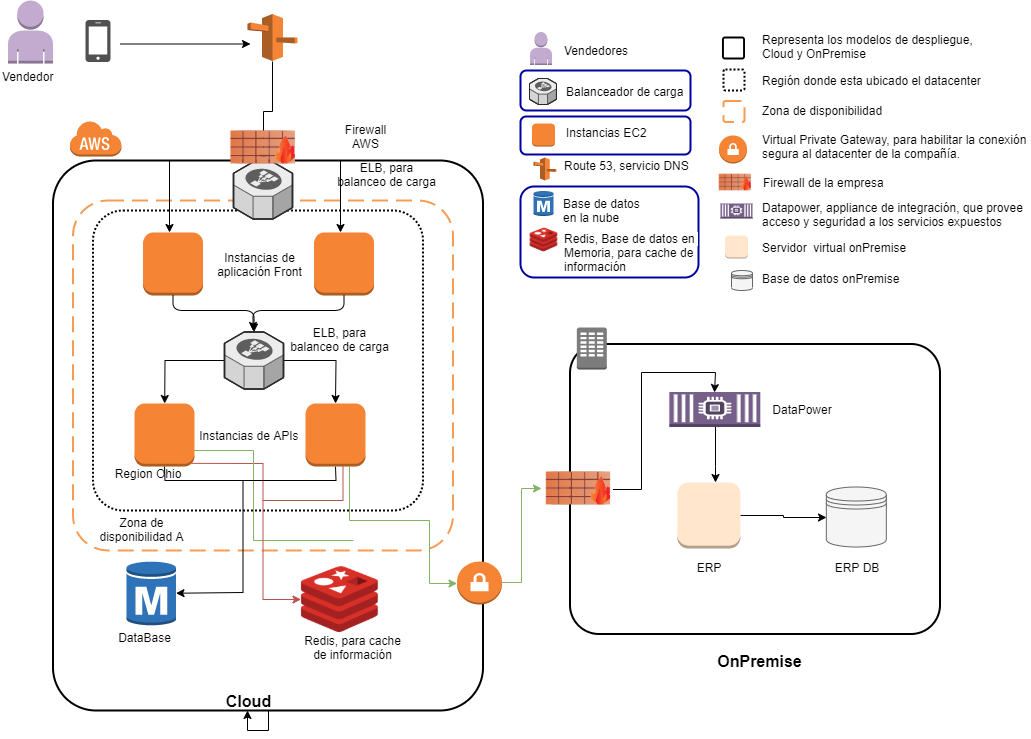 Vendedor
AWS
Firewall
AWS
ELB, para
balanceo de carga
Instancias de
aplicación Front
ELB, para
balanceo de carga
Instancias de APIs
Region Ohio
Zona de
disponibilidad A
M
DataBase
Redis, para cache
de información
Cloud
Vendedores
Balanceador de carga
Instancias EC2
Route 53, servicio DNS
M
Base de datos
en la nube
Redis, Base de datos en
Memoria, para cache de
información
Representa los modelos de despliegue,
Cloud y OnPremise
Región donde esta ubicado el datacenter
Zona de disponibilidad
Virtual Private Gateway, para habilitar la conexión
segura al datacenter de la compañía.
Firewall de la empresa
Datapower, appliance de integración, que provee
acceso y seguridad a los servicios expuestos
Servidor virtual onPremise
Base de datos onPremise
DataPower
ERP
ERP DB
OnPremise